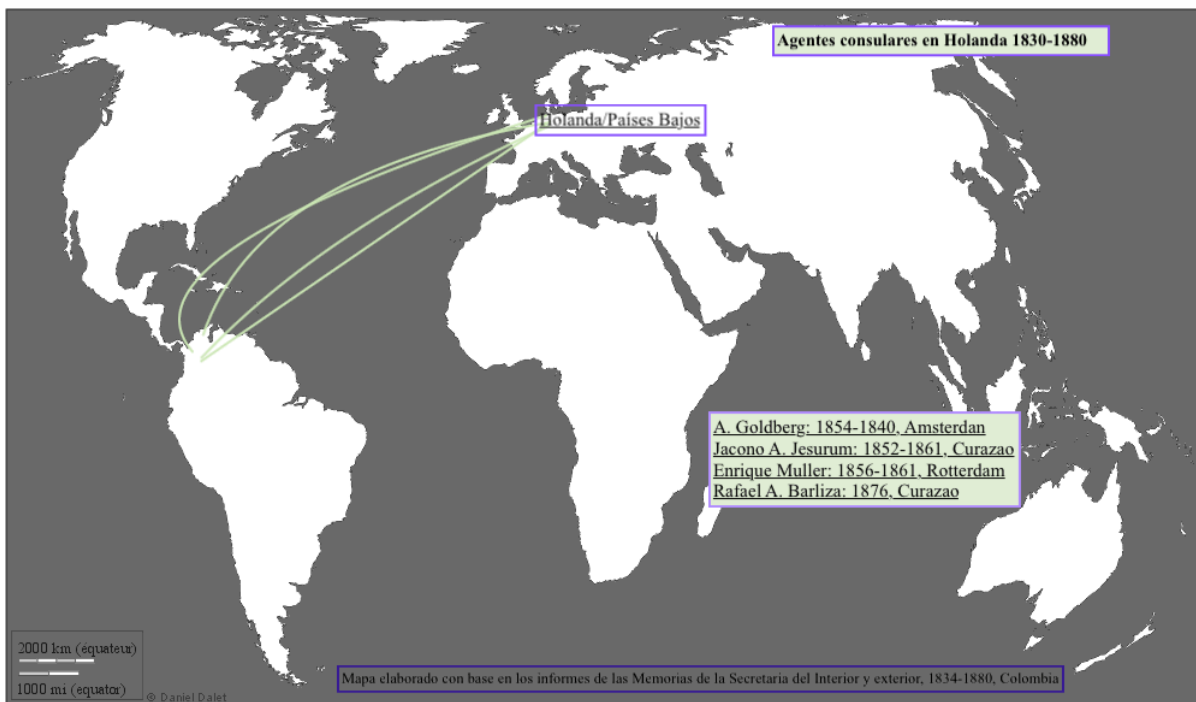 Agentes consulares en Holanda 1830-1880
Holanda/Países Bajos
A. Goldberg: 1854-1840, Amsterdan
Jacono A. Jesurum: 1852-1861, Curazao
Enrique Muller: 1856-1861, Rotterdam
Rafael A. Barliza: 1876, Curazao
2000 km (équateur)
1000 mi (equator)
© Daniel Dalet
Mapa elaborado con base en los informes de las Memorias de la Secretaria del Interior y exterior, 1834-1880, Colombia